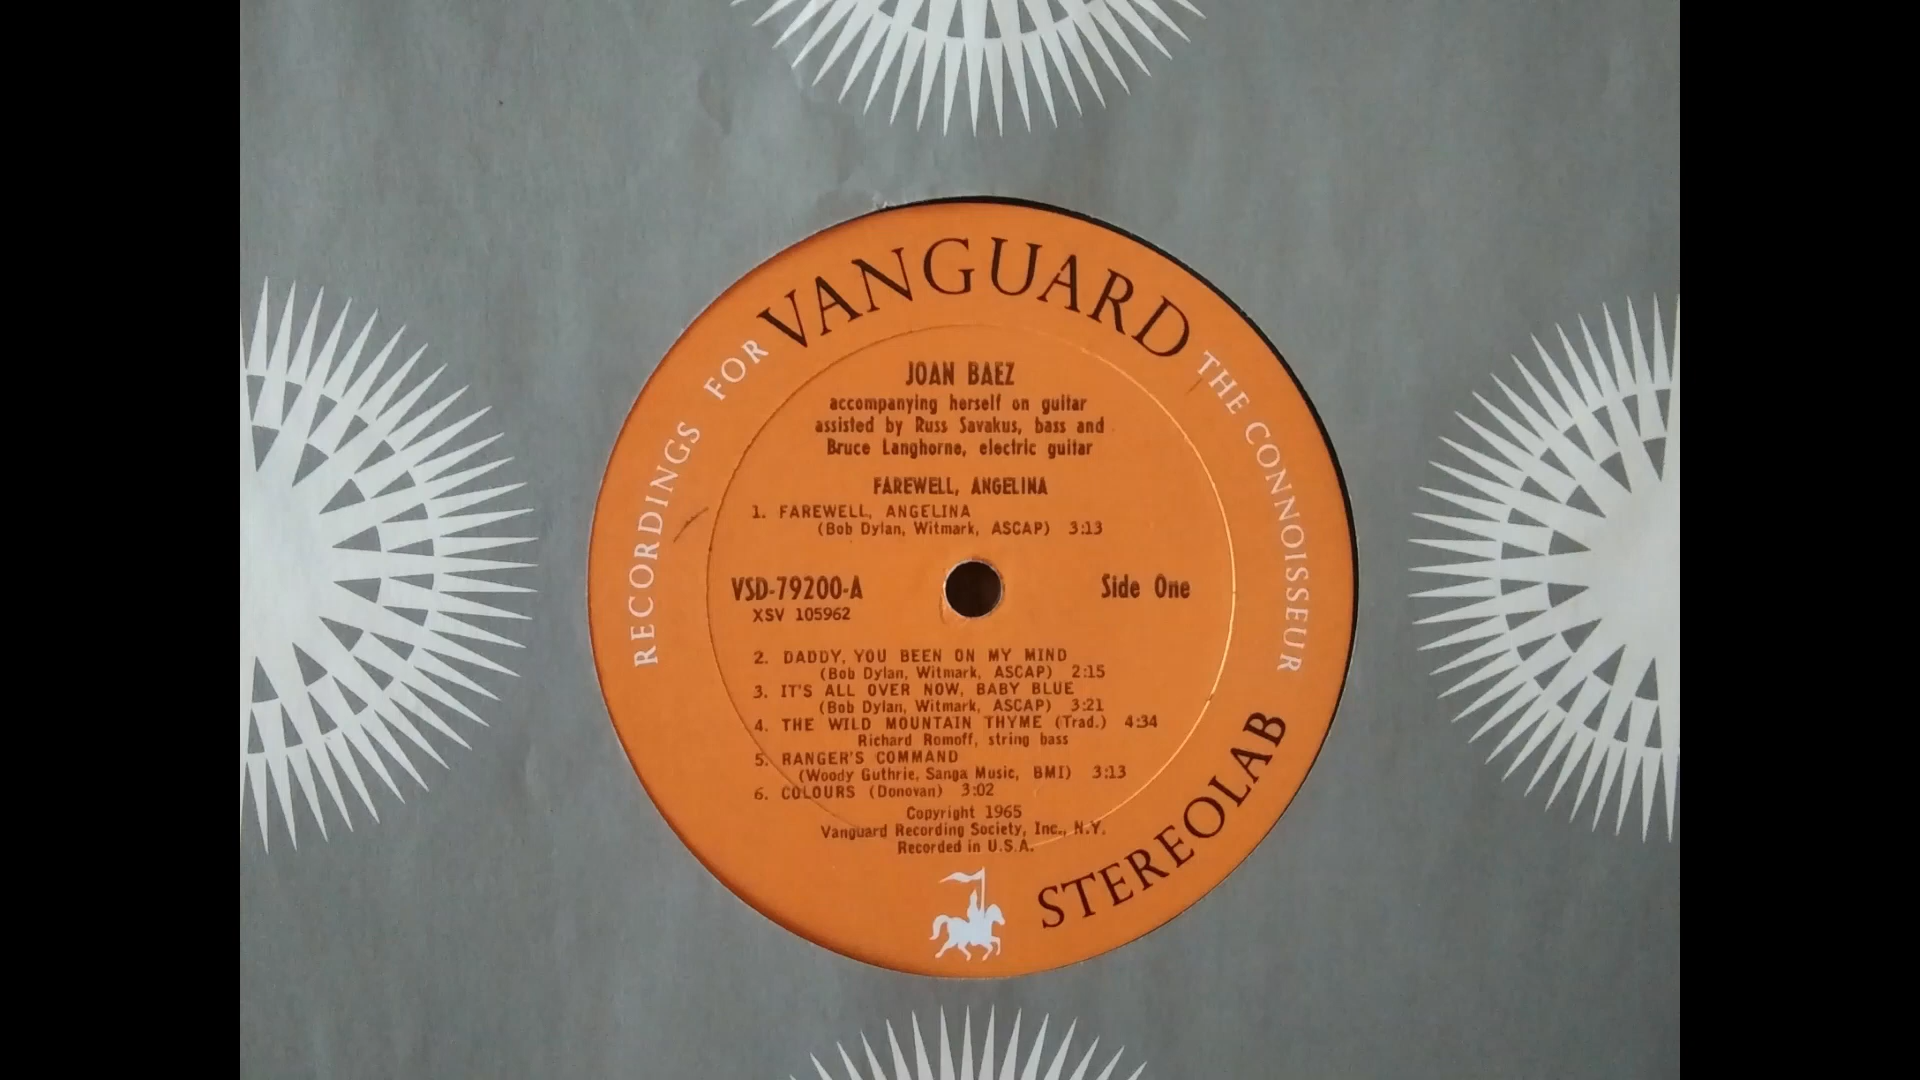 RECORDINGS FOR VANGUARD THE CONNOISSEUR
JOAN BAEZ
accompanying herself on guitar
assisted by Russ Savakus, bass and
Bruce Langhorne, electric guitar
FAREWELL, ANGELINA
1. FAREWELL, ANGELINA
(Bob Dylan, Witmark, ASCAP) 3:13
VSD-79200-A Side One
XSV 105962
2. DADDY, YOU BEEN ON MY MIND
(Bob Dylan, Witmark, ASCAP) 2:15
3. IT'S ALL OVER NOW, BABY BLUE
(Bob Dylan, Witmark, ASCAP) 3:21
4. THE WILD MOUNTAIN THYME (Trad.) 4:34
Richard Romoff, string bass
5. RANGER'S COMMAND
(Woody Guthrie, Sanga Music, BMI) 3:13
6. COLOURS (Donovan) 3:02
Copyright 1965
Vanguard Recording Society, Inc., N.Y.
Recorded in U.S.A.
STEREOLAB